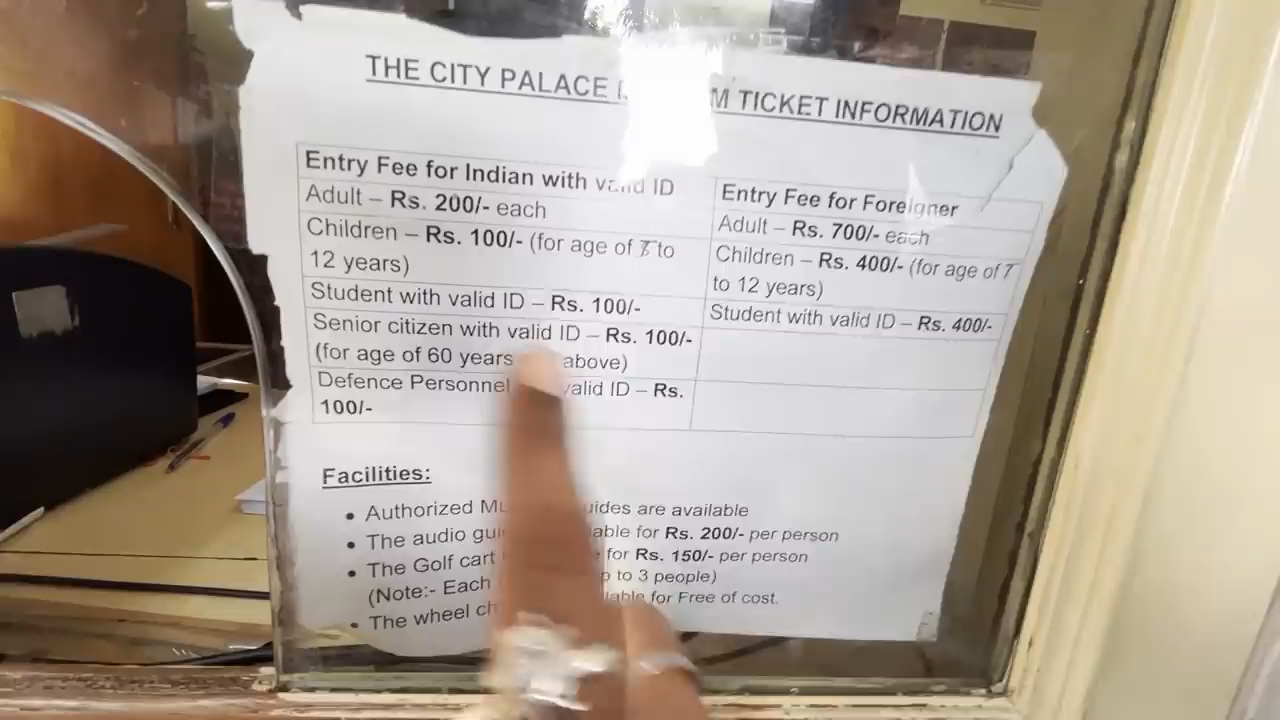 THE CITY PALACE M TICKET INFORMATION
Entry Fee for Indian with valid ID
Adult – Rs. 200/- each
Children – Rs. 100/- (for age of to
12 years)
Student with valid ID – Rs. 100/-
Senior citizen with valid ID – Rs. 100/-
(for age of 60 years above)
Defence Personnel valid ID – Rs.
100/-
Entry Fee for Foreigner
Adult – Rs. 700/- each
Children – Rs. 400/- (for age of 7
to 12 years)
Student with valid ID – Rs. 400/-
Facilities:
• Authorized uides are available
• The audio able for Rs. 200/- per person
• The Golf cart for Rs. 150/- per person
(Note:- Each to 3 people)
• The wheel lable for Free of cost.